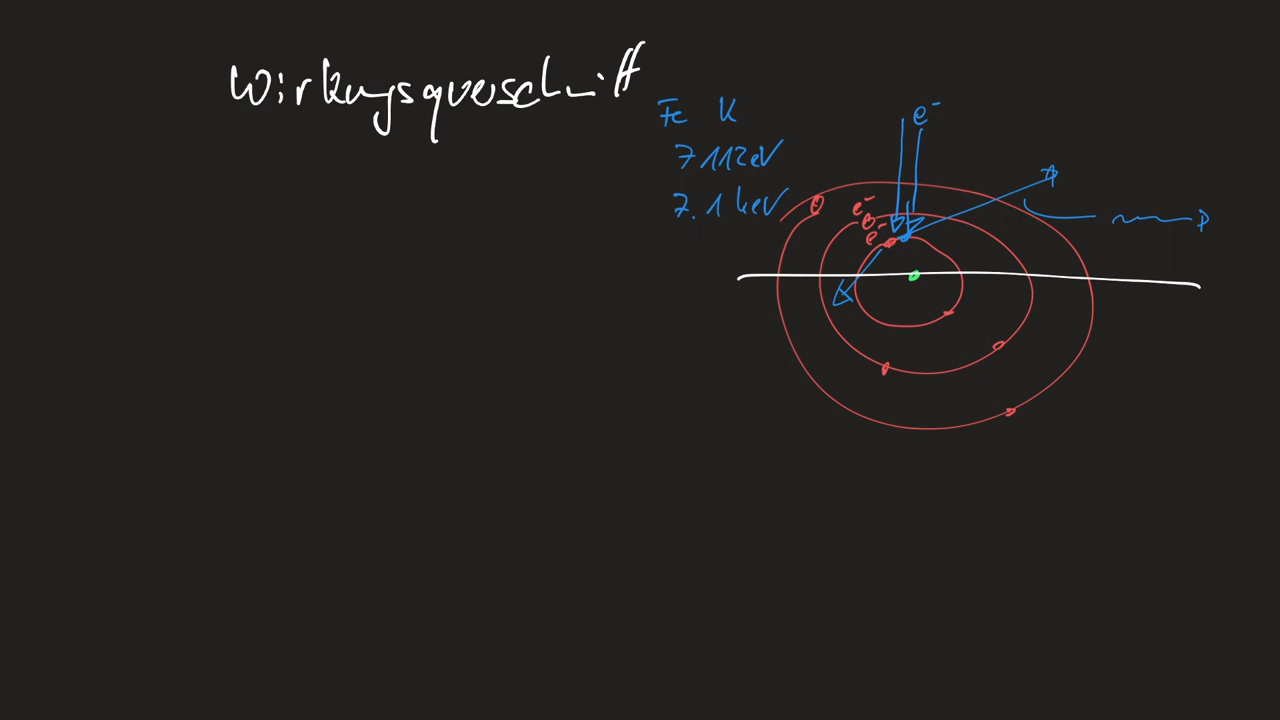 Wirkungsquerschnitt
Fe K
7112eV
7.1 keV
e⁻
e⁻
e⁻